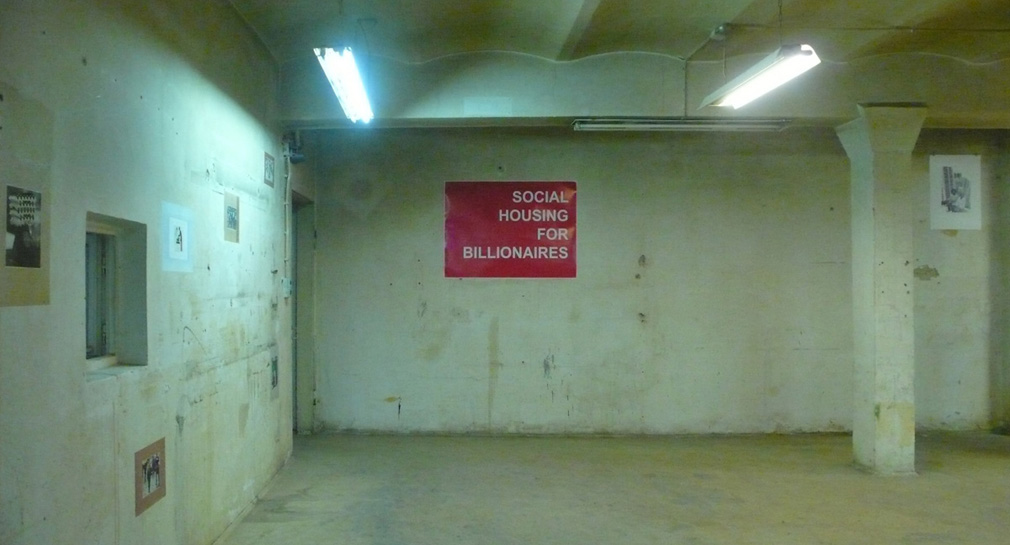 SOCIAL
HOUSING
FOR
BILLIONAIRES